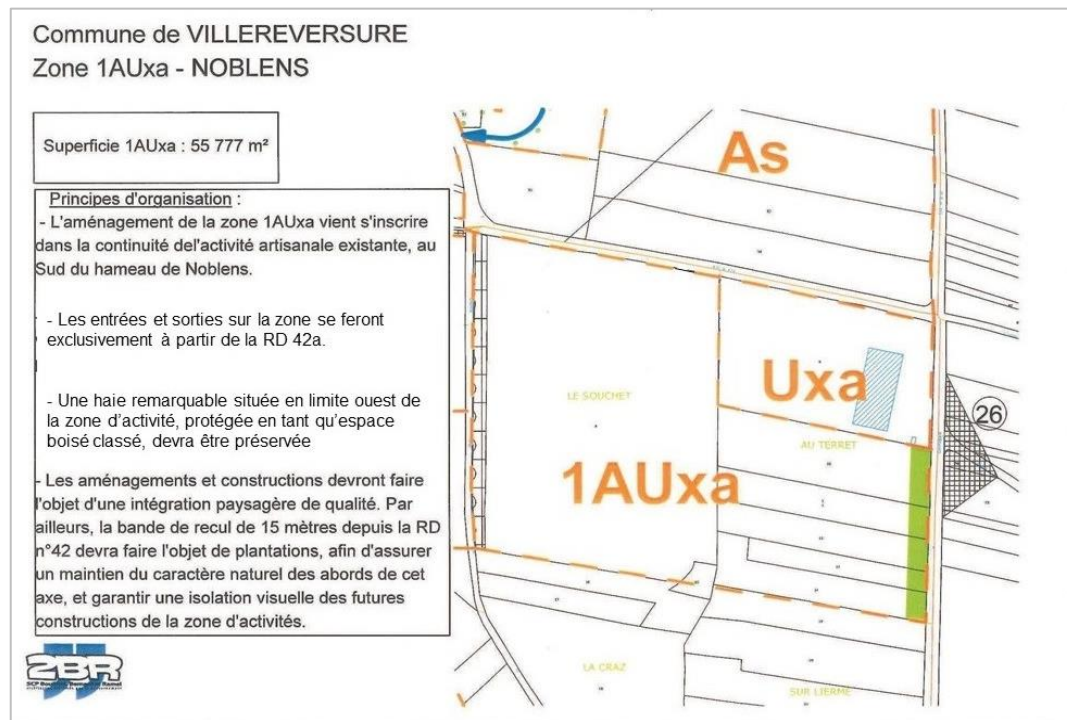 Commune de VILLEREVERSURE
Zone 1AUxa - NOBLENS
Superficie 1AUxa : 55 777 m²
Principes d'organisation :
- L'aménagement de la zone 1AUxa vient s'inscrire
dans la continuité del'activité artisanale existante, au
Sud du hameau de Noblens.
- Les entrées et sorties sur la zone se feront
exclusivement à partir de la RD 42a.
- Une haie remarquable située en limite ouest de
la zone d'activité, protégée en tant qu'espace
boisé classé, devra être préservée
- Les aménagements et constructions devront faire
l'objet d'une intégration paysagère de qualité. Par
ailleurs, la bande de recul de 15 mètres depuis la RD
n°42 devra faire l'objet de plantations, afin d'assurer
un maintien du caractère naturel des abords de cet
axe, et garantir une isolation visuelle des futures
constructions de la zone d'activités.
2BR
As
Uxa
LE SOUCHET
26
AU TERRET
1AUxa
LA CRAZ
SUR LIERME